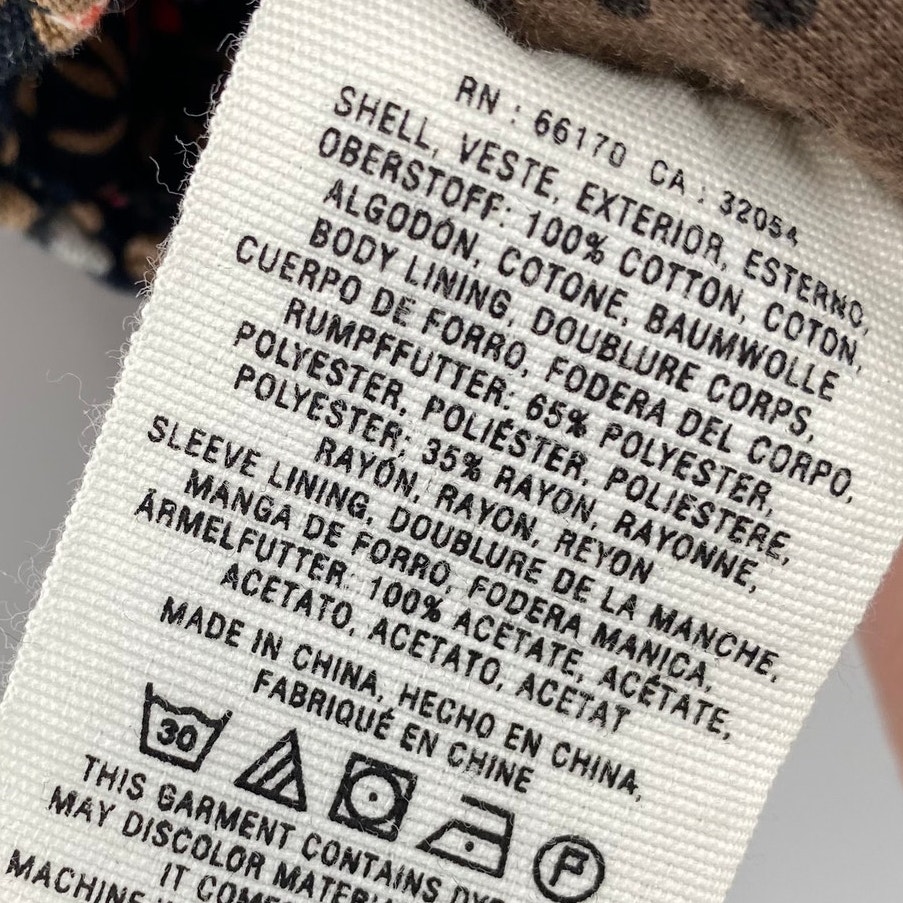 RN : 66170 CA : 32054
SHELL, VESTE, EXTERIOR, ESTERNO,
OBERSTOFF: 100% COTTON, COTON,
ALGODÓN, COTONE, BAUMWOLLE
BODY LINING, DOUBLURE CORPS,
CUERPO DE FORRO, FODERA DEL CORPO,
RUMPFFUTTER: 65% POLYESTER,
POLYESTER, POLIÉSTER, POLIESTERE,
POLYESTER; 35% RAYON, RAYONNE,
RAYÓN, RAYON, REYON
SLEEVE LINING, DOUBLURE DE LA MANCHE,
MANGA DE FORRO, FODERA MANICA,
ÄRMELFUTTER: 100% ACETATE, ACÉTATE,
ACETATO, ACETATO, ACETAT
MADE IN CHINA, HECHO EN CHINA,
FABRIQUÉ EN CHINE
30 P
THIS GARMENT CONTAINS
MAY DISCOLOR
IT
MACHINE